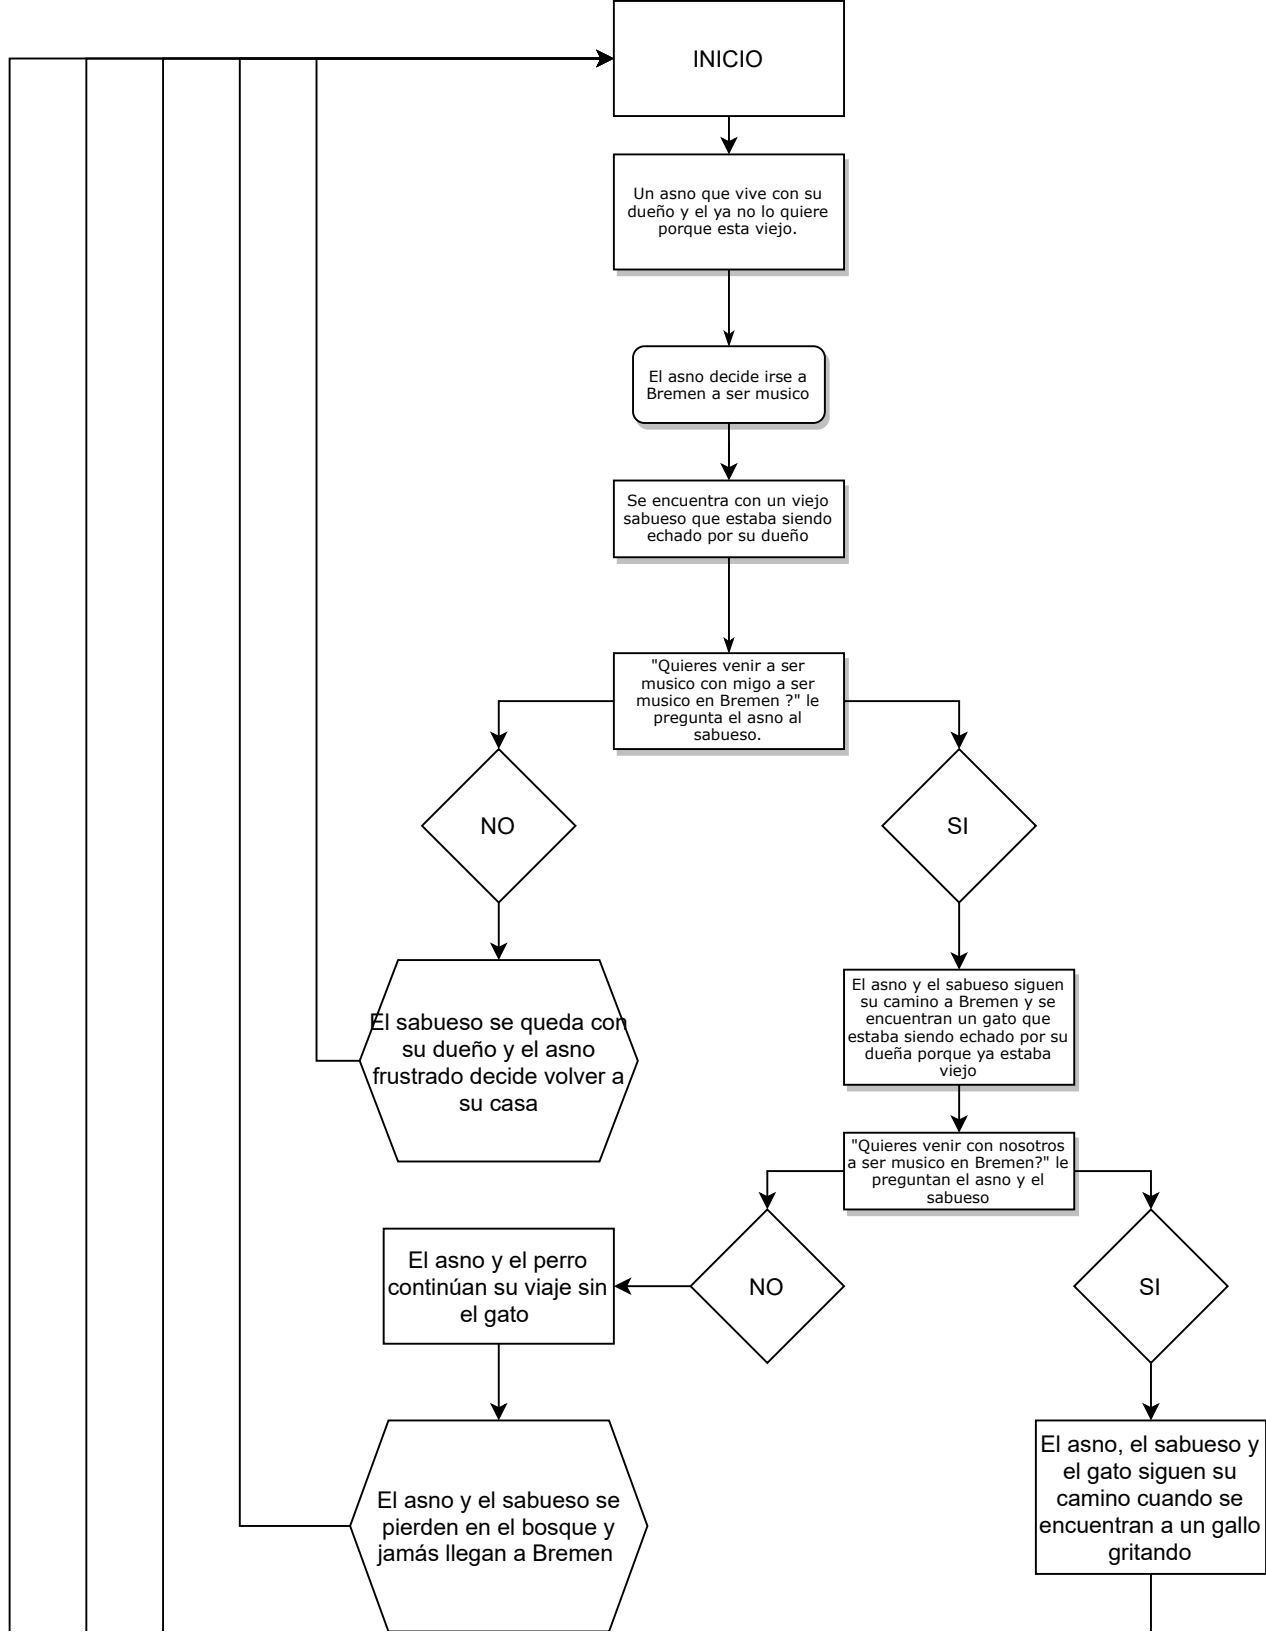 INICIO
Un asno que vive con su
dueño y el ya no lo quiere
porque esta viejo.
El asno decide irse a
Bremen a ser musico
Se encuentra con un viejo
sabueso que estaba siendo
echado por su dueño
"Quieres venir a ser
musico con migo a ser
musico en Bremen ?" le
pregunta el asno al
sabueso.
NO
SI
El sabueso se queda con
su dueño y el asno
frustrado decide volver a
su casa
El asno y el sabueso siguen
su camino a Bremen y se
encuentran un gato que
estaba siendo echado por su
dueña porque ya estaba
viejo
"Quieres venir con nosotros
a ser musico en Bremen?" le
preguntan el asno y el
sabueso
El asno y el perro
continúan su viaje sin
el gato
NO
SI
El asno y el sabueso se
pierden en el bosque y
jamás llegan a Bremen
El asno, el sabueso y
el gato siguen su
camino cuando se
encuentran a un gallo
gritando